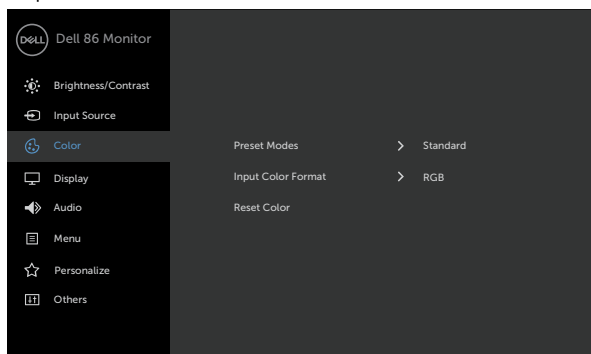 DELL Dell 86 Monitor
Brightness/Contrast
Input Source
Color Preset Modes Standard
Display Input Color Format RGB
Audio Reset Color
Menu
Personalize
Others